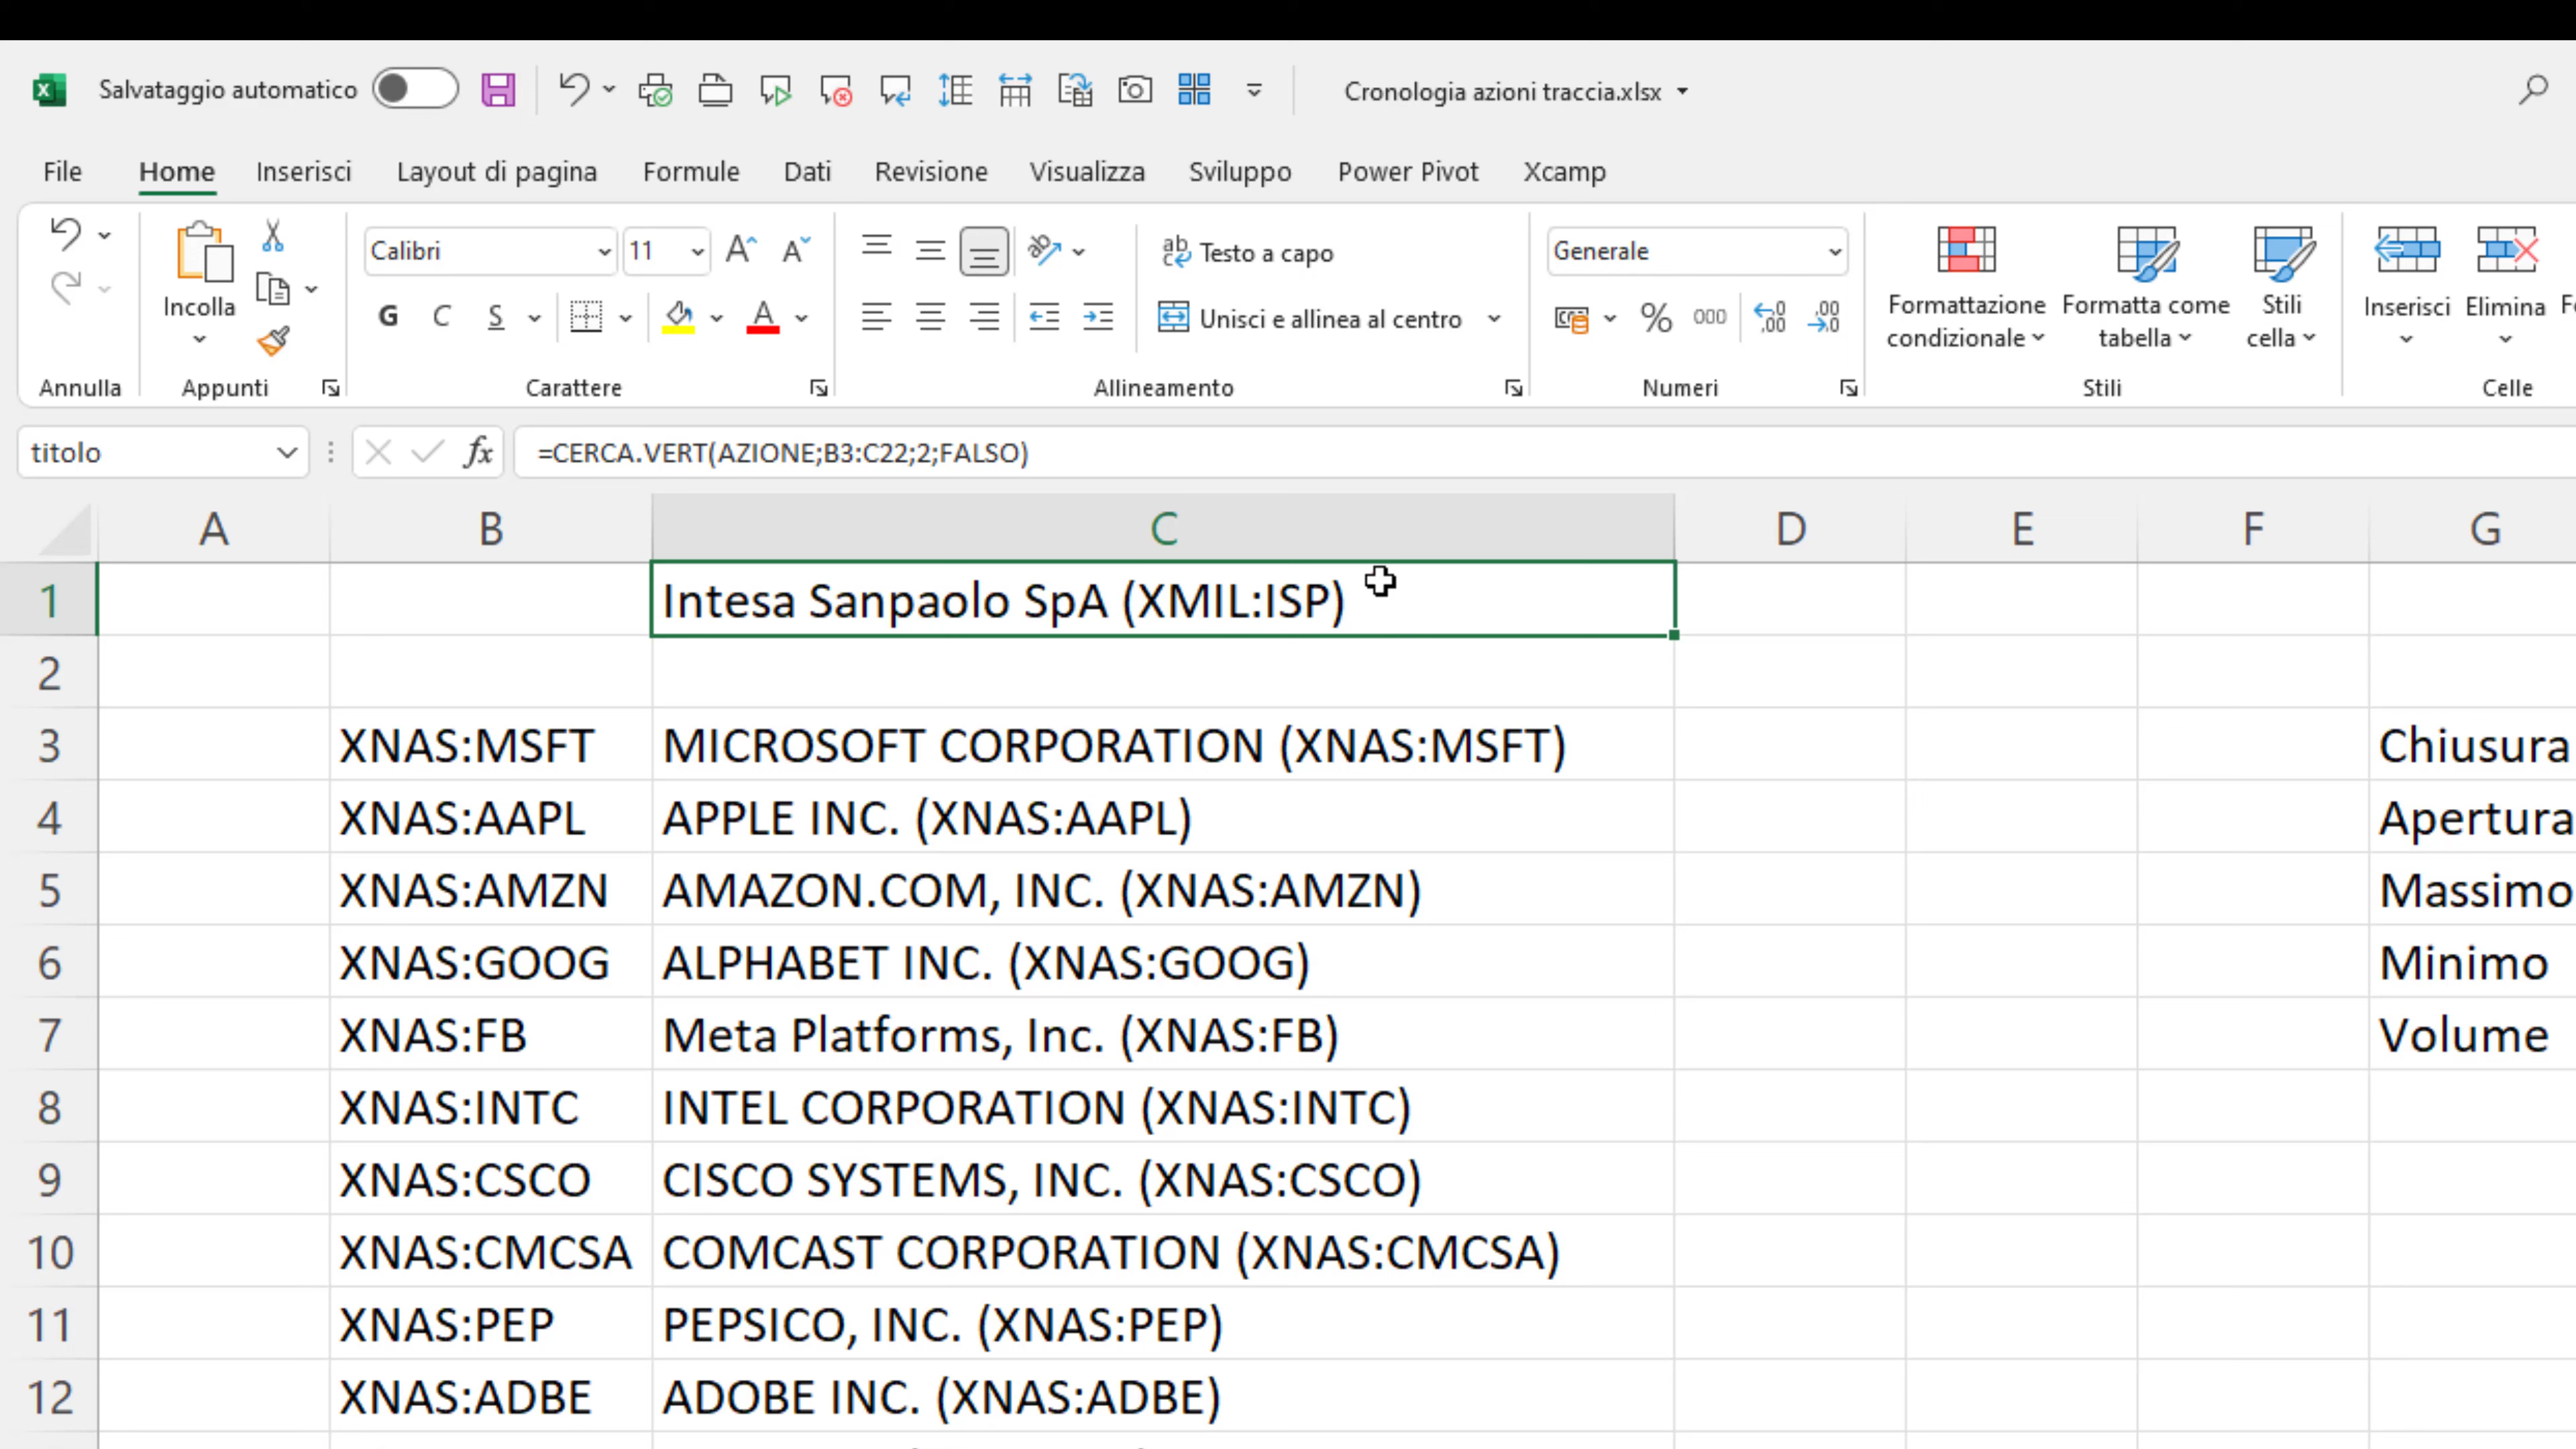 Salvataggio automatico
Cronologia azioni traccia.xlsx
File Home Inserisci Layout di pagina Formule Dati Revisione Visualizza Sviluppo Power Pivot Xcamp
Incolla
Calibri 11
G C S
A A A
ab
c
Testo a capo
Unisci e allinea al centro
Generale
% 000
Formattazione condizionale
Formatta come tabella
Stili cella
Inserisci
Elimina
Annulla Appunti Carattere Allineamento Numeri Stili Celle
titolo fx =CERCA.VERT(AZIONE;B3:C22;2;FALSO)
A B C D E F G
1 Intesa Sanpaolo SpA (XMIL:ISP)
2
3 XNAS:MSFT MICROSOFT CORPORATION (XNAS:MSFT) Chiusura
4 XNAS:AAPL APPLE INC. (XNAS:AAPL) Apertura
5 XNAS:AMZN AMAZON.COM, INC. (XNAS:AMZN) Massimo
6 XNAS:GOOG ALPHABET INC. (XNAS:GOOG) Minimo
7 XNAS:FB Meta Platforms, Inc. (XNAS:FB) Volume
8 XNAS:INTC INTEL CORPORATION (XNAS:INTC)
9 XNAS:CSCO CISCO SYSTEMS, INC. (XNAS:CSCO)
10 XNAS:CMCSA COMCAST CORPORATION (XNAS:CMCSA)
11 XNAS:PEP PEPSICO, INC. (XNAS:PEP)
12 XNAS:ADBE ADOBE INC. (XNAS:ADBE)